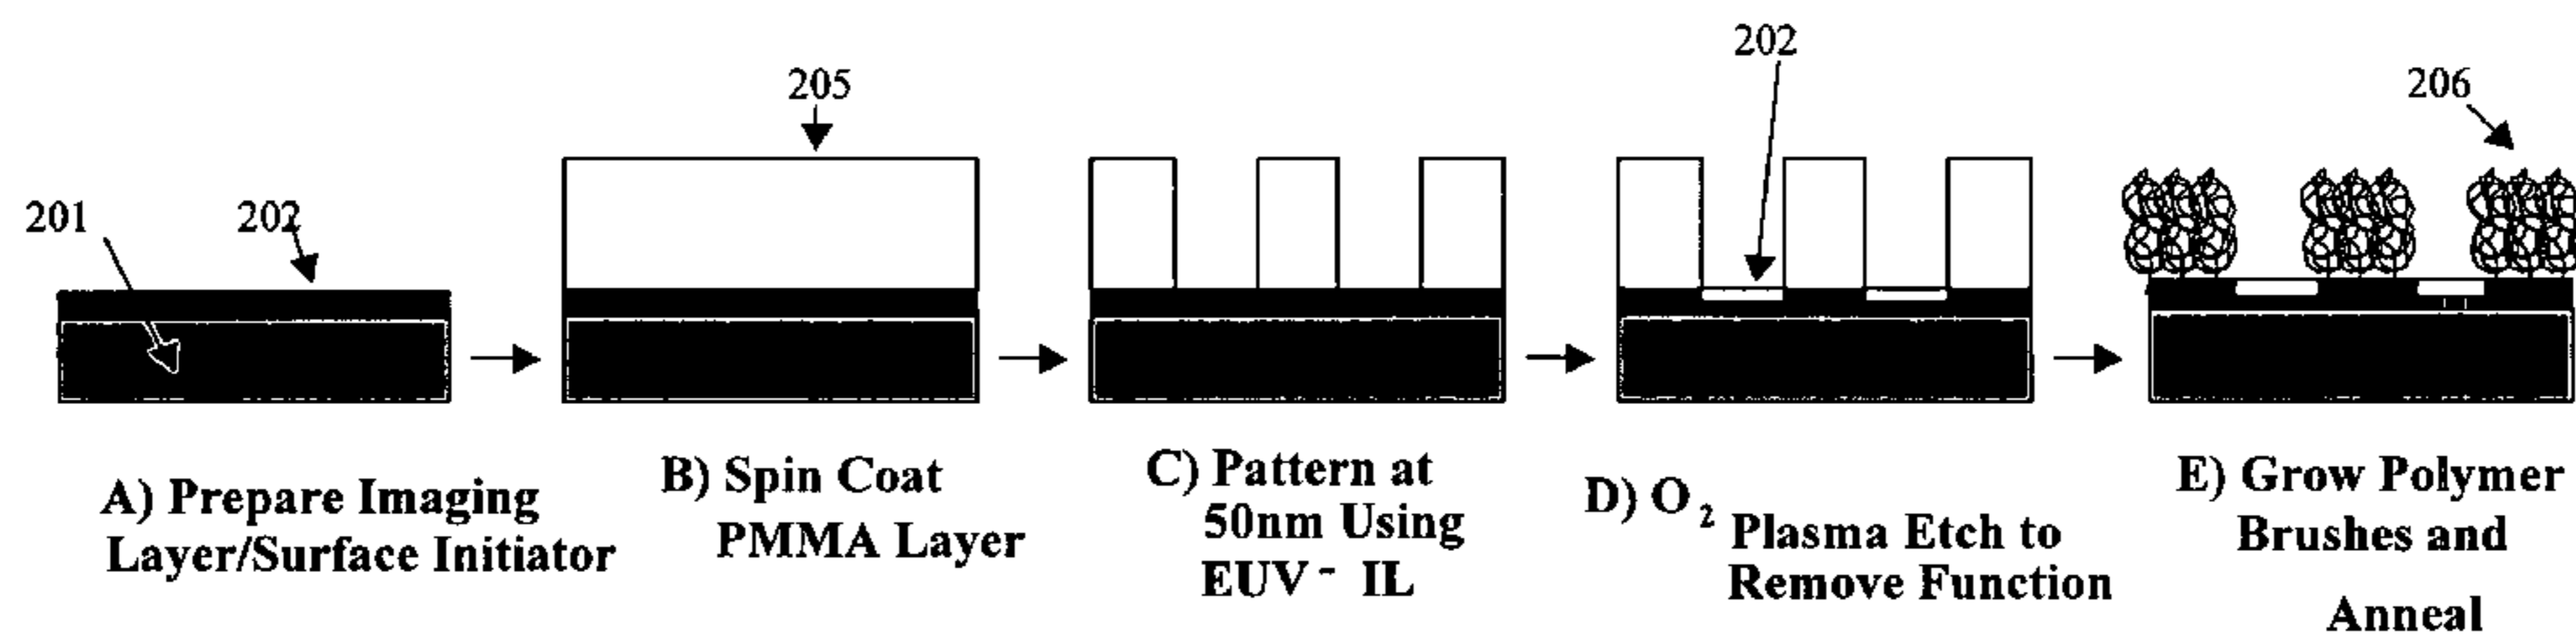 201
202
205
202
206
A) Prepare Imaging
Layer/Surface Initiator
B) Spin Coat
PMMA Layer
C) Pattern at
50nm Using
EUV - IL
D) O2
Plasma Etch to
Remove Function
E) Grow Polymer
Brushes and
Anneal